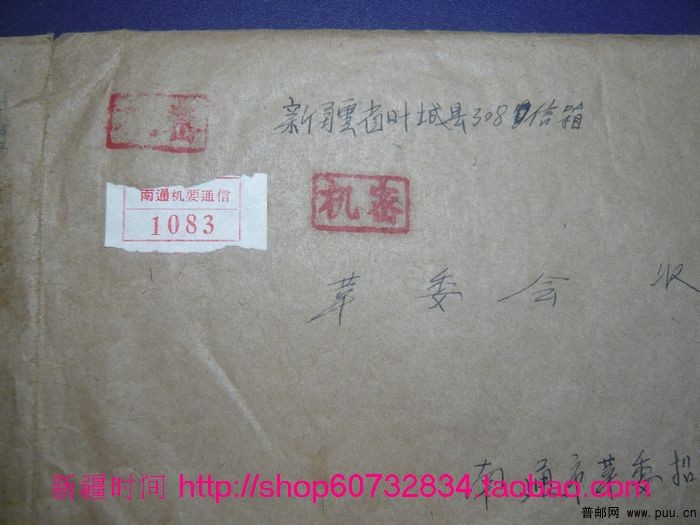 新疆省叶城县308信箱
南通机要通信
1083
机密
革委会 收
南通市革委招
新疆时间 http://shop60732834.taobao.com/
普邮网 www.puu.cn